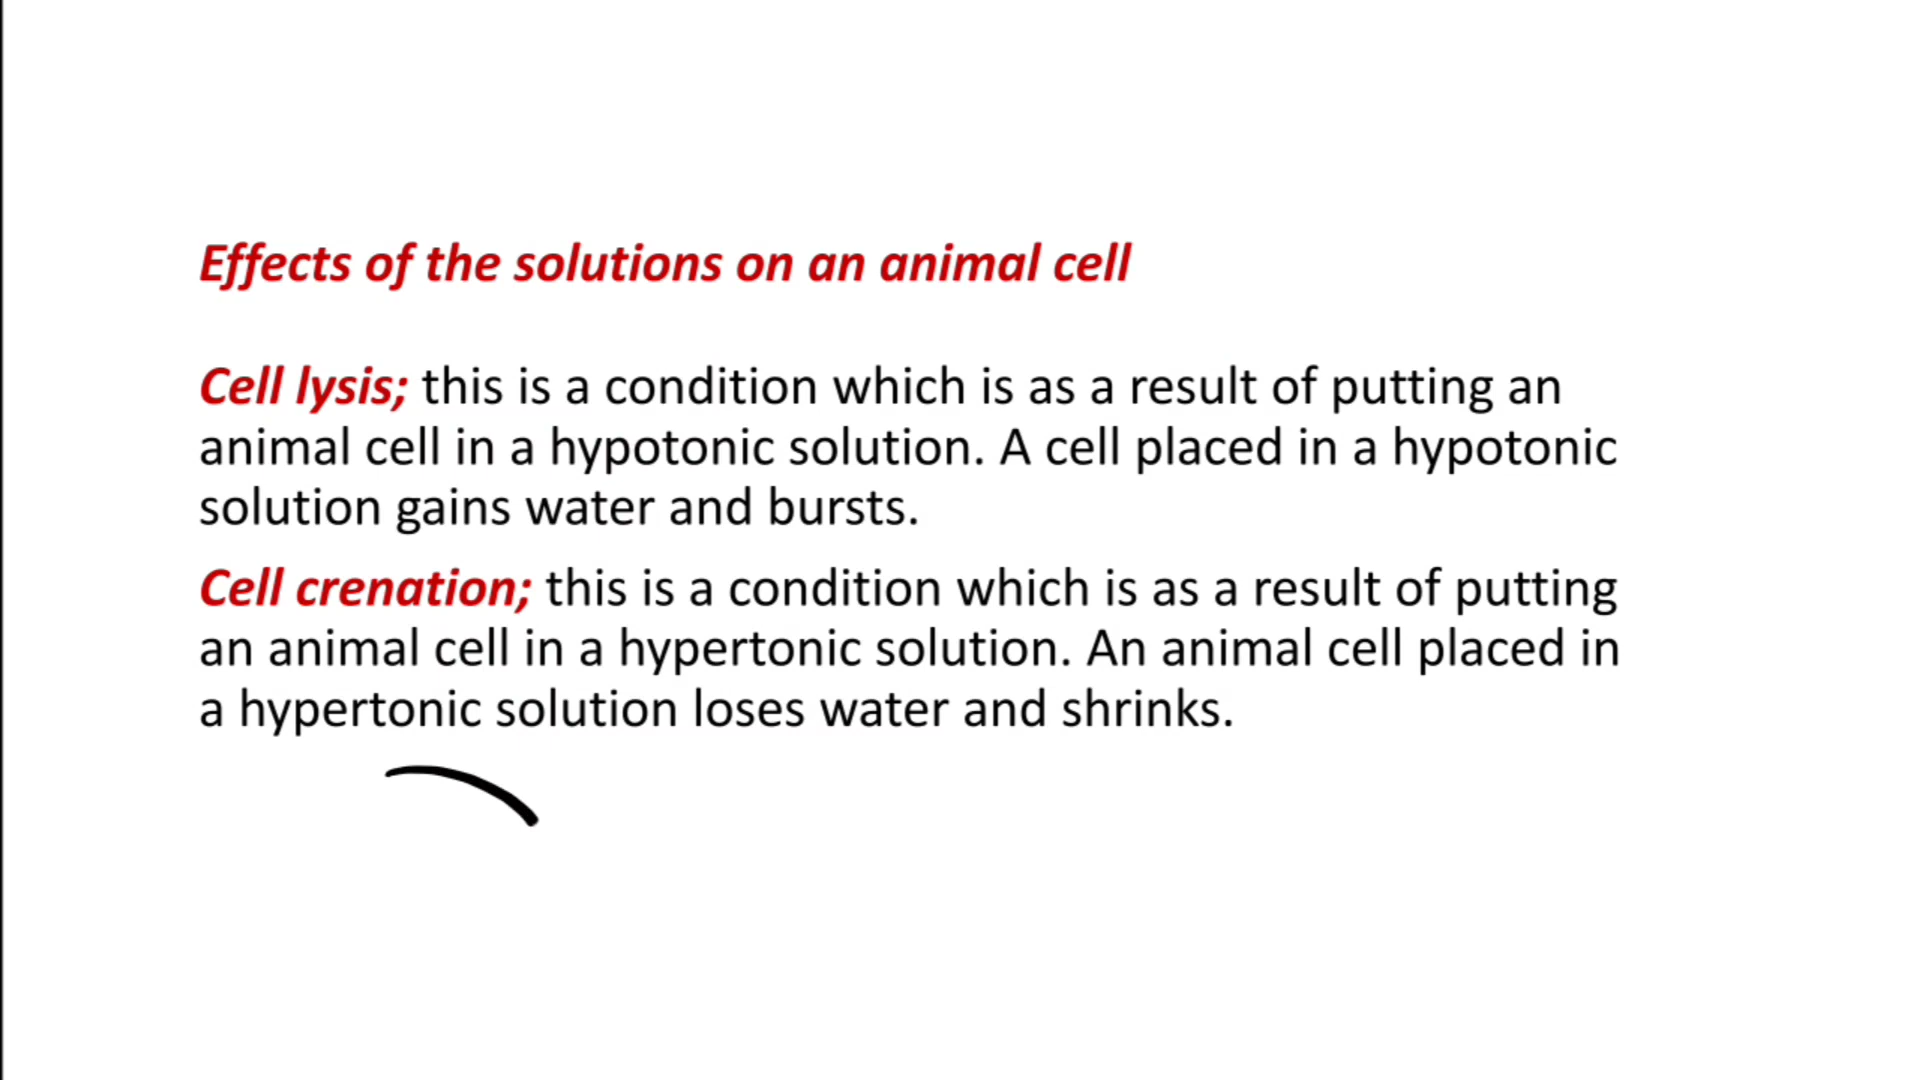 Effects of the solutions on an animal cell
Cell lysis; this is a condition which is as a result of putting an
animal cell in a hypotonic solution. A cell placed in a hypotonic
solution gains water and bursts.
Cell crenation; this is a condition which is as a result of putting
an animal cell in a hypertonic solution. An animal cell placed in
a hypertonic solution loses water and shrinks.